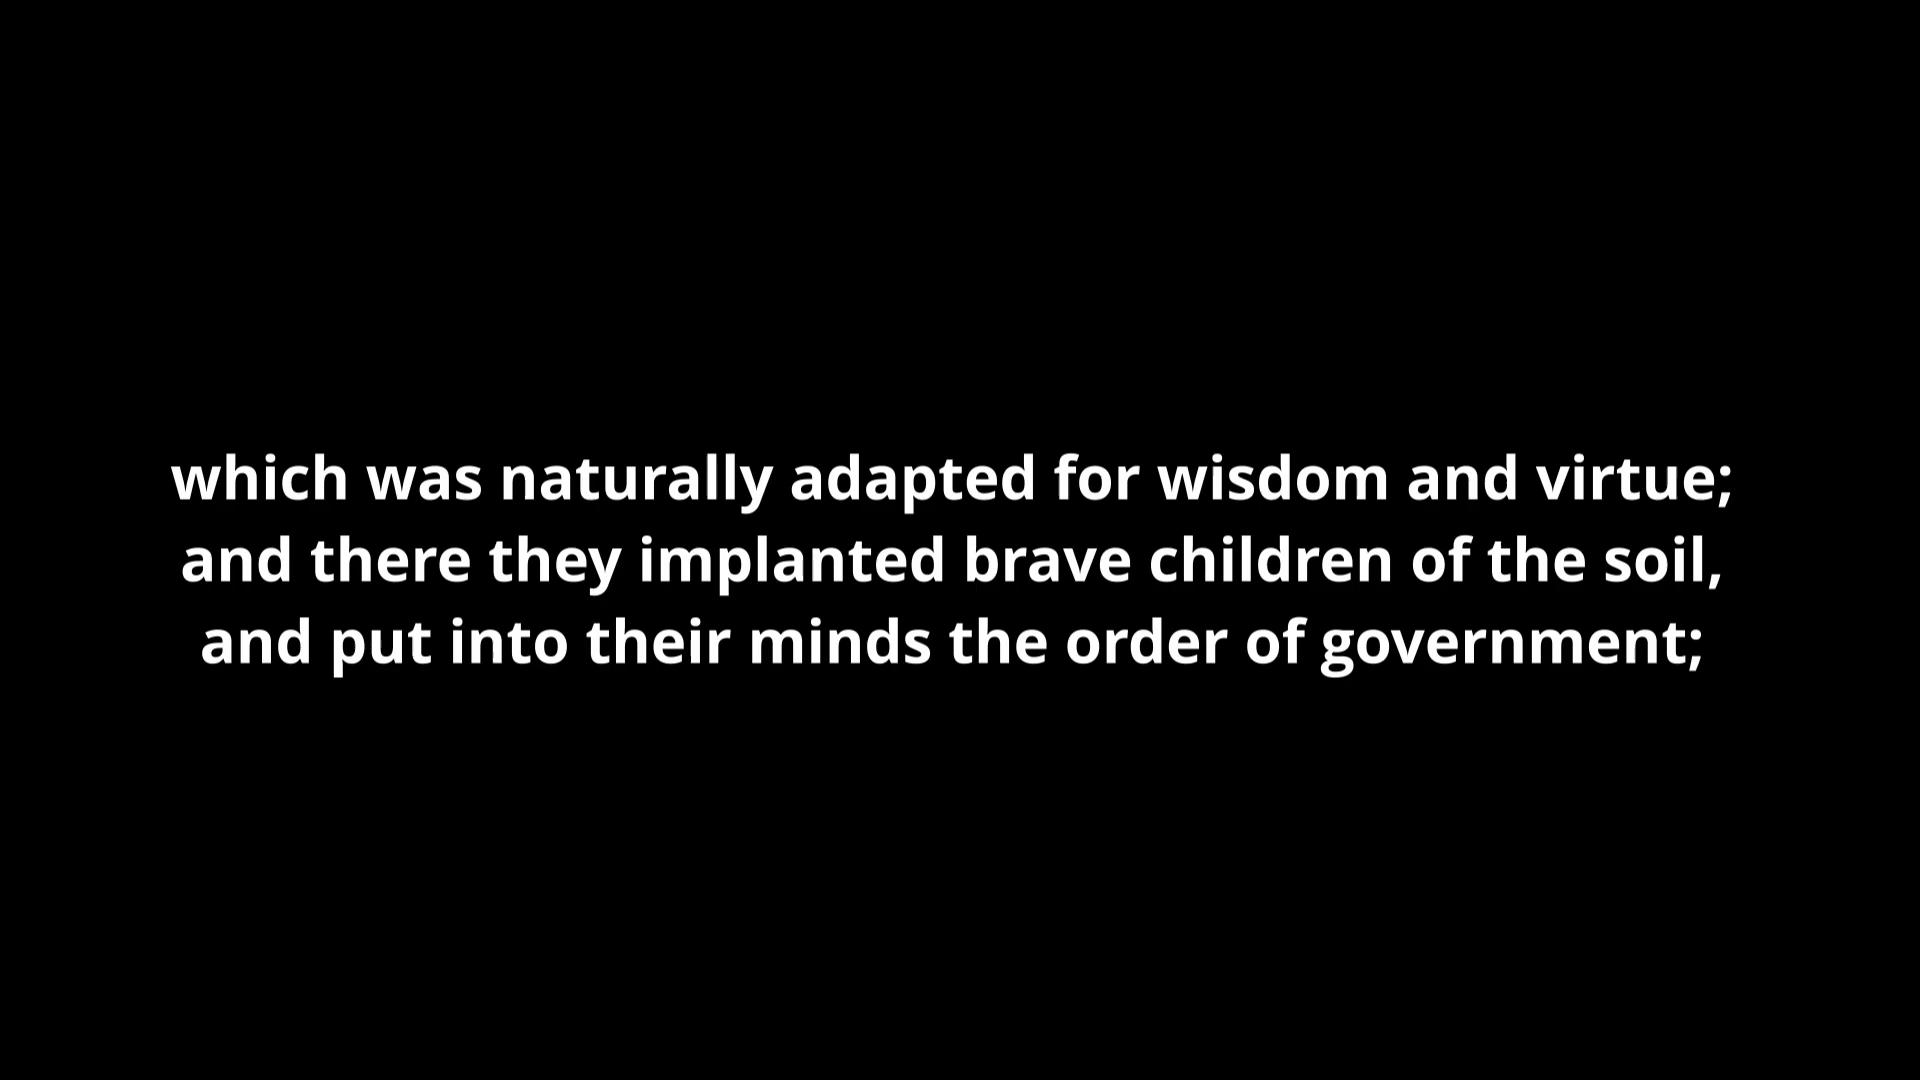 which was naturally adapted for wisdom and virtue;
and there they implanted brave children of the soil,
and put into their minds the order of government;